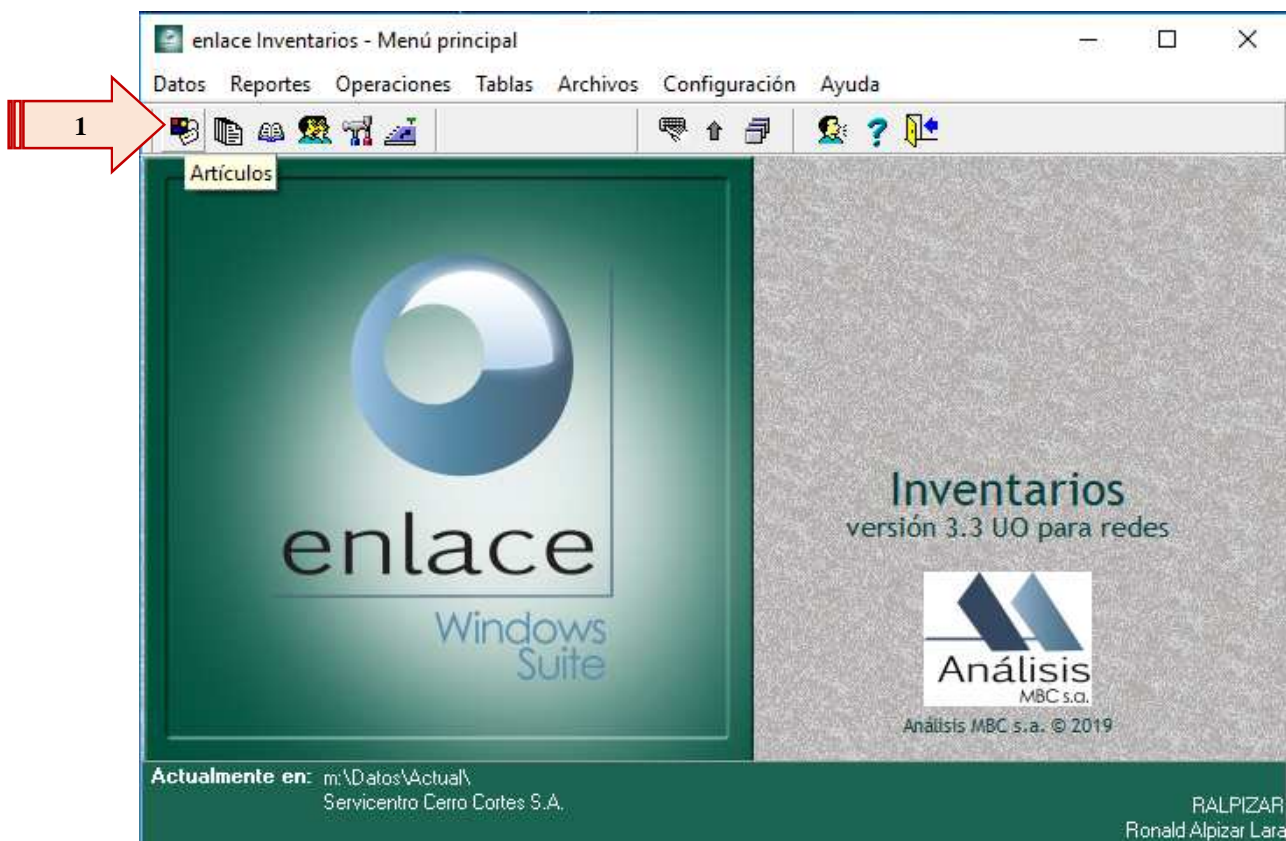 enlace Inventarios - Menú principal
Datos Reportes Operaciones Tablas Archivos Configuración Ayuda
1
Artículos
enlace
Windows
Suite
Inventarios
versión 3.3 UO para redes
Análisis
MBC s.a.
Análisis MBC s.a. © 2019
Actualmente en: m:\Datos\Actual\
Servicentro Cerro Cortes S.A.
RALPIZAR
Ronald Alpizar Lara